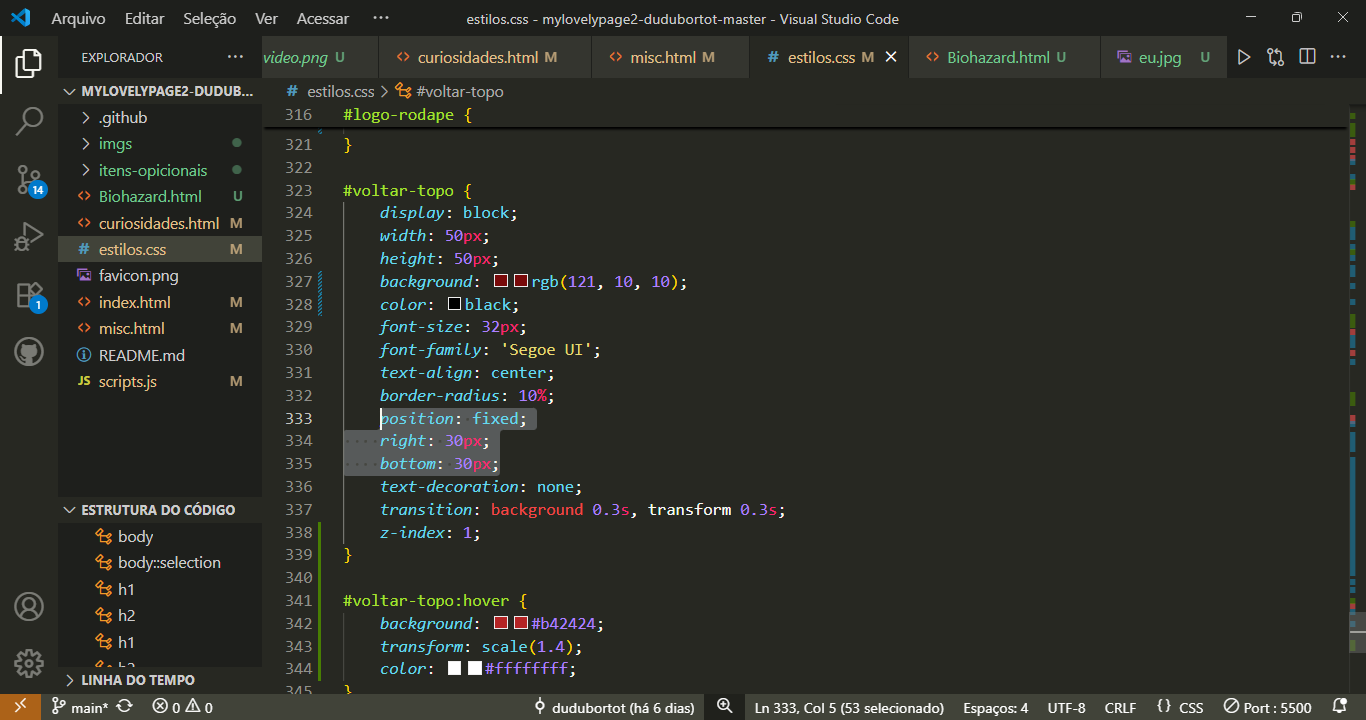 Arquivo Editar Seleção Ver Acessar ··· estilos.css - mylovelypage2-dudubortot-master - Visual Studio Code
EXPLORADOR ···
video.png U <> curiosidades.html M <> misc.html M # estilos.css M <> Biohazard.html U eu.jpg U ···
MYLOVELYPAGE2-DUDUB...
# estilos.css > #voltar-topo
.github
imgs
itens-opicionais
<> Biohazard.html U
<> curiosidades.html M
# estilos.css M
favicon.png
<> index.html M
<> misc.html M
README.md
JS scripts.js M
14
1
ESTRUTURA DO CÓDIGO
body
body::selection
h1
h2
h1
h2
LINHA DO TEMPO
316 #logo-rodape {
321 }
322
323 #voltar-topo {
324 display: block;
325 width: 50px;
326 height: 50px;
327 background: rgb(121, 10, 10);
328 color: black;
329 font-size: 32px;
330 font-family: 'Segoe UI';
331 text-align: center;
332 border-radius: 10%;
333 position: fixed;
334 right: 30px;
335 bottom: 30px;
336 text-decoration: none;
337 transition: background 0.3s, transform 0.3s;
338 z-index: 1;
339 }
340
341 #voltar-topo:hover {
342 background: #b42424;
343 transform: scale(1.4);
344 color: #ffffffff;
345 }
main* 0 0 dudubortot (há 6 dias) Ln 333, Col 5 (53 selecionado) Espaços: 4 UTF-8 CRLF {} CSS Port : 5500